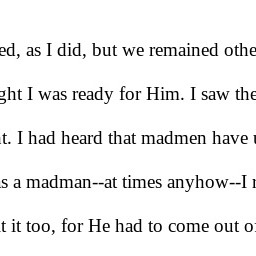 ed, as I did, but we remained othe
ght I was ready for Him. I saw the
t. I had heard that madmen have u
s a madman--at times anyhow--I r
t it too, for He had to come out of